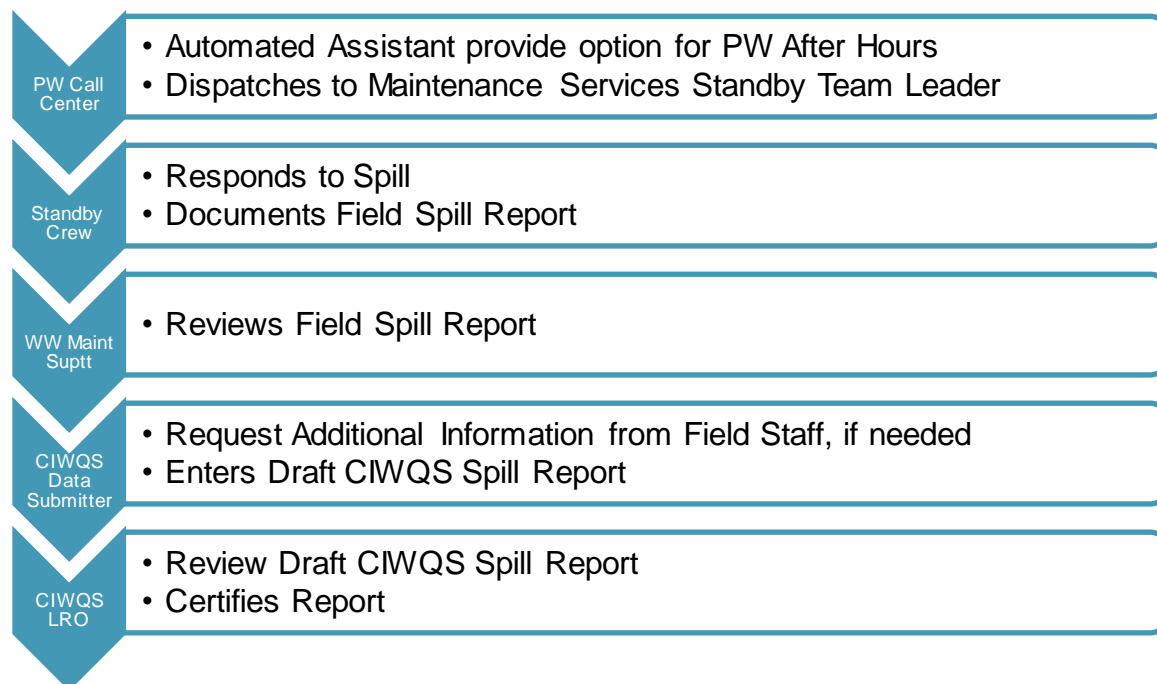 PW Call
Center
• Automated Assistant provide option for PW After Hours
• Dispatches to Maintenance Services Standby Team Leader
Standby
Crew
• Responds to Spill
• Documents Field Spill Report
WW Maint
Suptt
• Reviews Field Spill Report
CIWQS
Data
Submitter
• Request Additional Information from Field Staff, if needed
• Enters Draft CIWQS Spill Report
CIWQS
LRO
• Review Draft CIWQS Spill Report
• Certifies Report